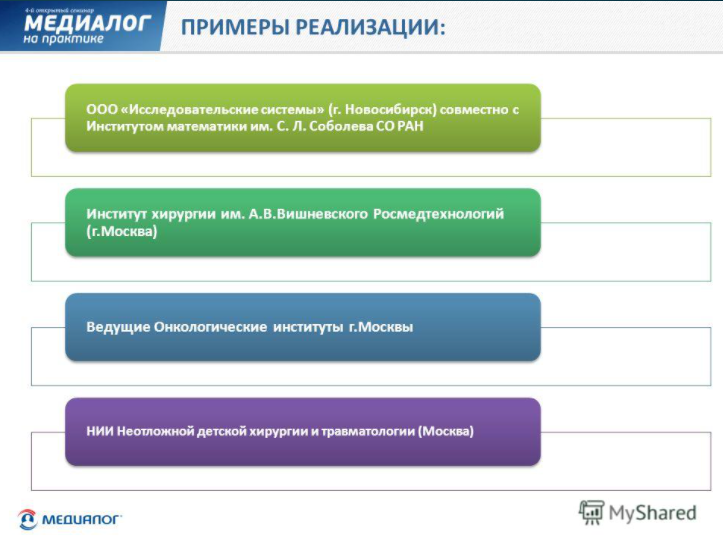 4-й открытый семинар
МЕДИАЛОГ
на практике
ПРИМЕРЫ РЕАЛИЗАЦИИ:
ООО «Исследовательские системы» (г. Новосибирск) совместно с
Институтом математики им. С. Л. Соболева СО РАН
Институт хирургии им. А.В.Вишневского Росмедтехнологий
(г.Москва)
Ведущие Онкологические институты г.Москвы
НИИ Неотложной детской хирургии и травматологии (Москва)
МЕДИАЛОГ
MyShared